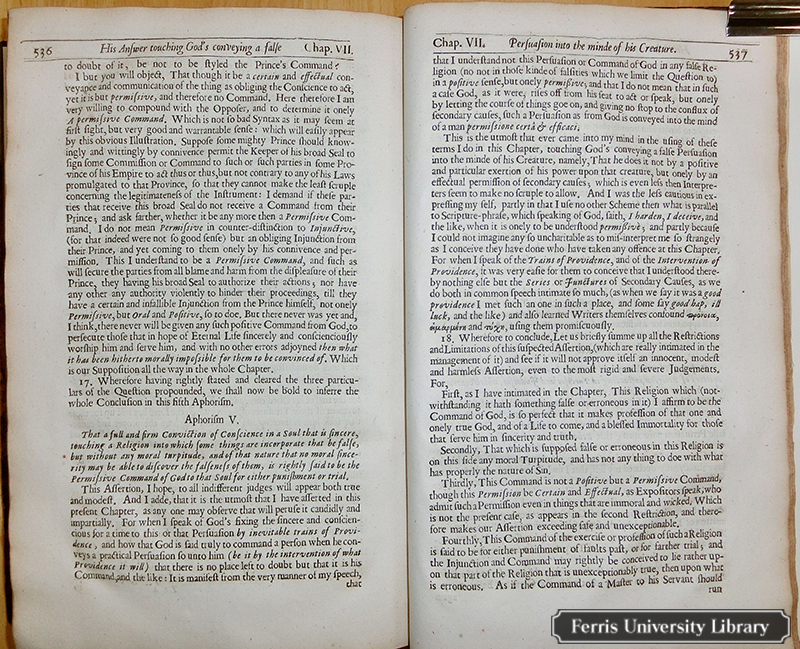 536 His Anſwer touching God's conveying a falſe Chap. VII.
to doubt of it, be not to be ſtyled the Prince's Command?
I but you will object, That though it be a certain and effectual con-
veyance and communication of the thing as obliging the Conſcience to act,
yet it is but permiſſive, and therefore no Command. Here therefore I am
very willing to compound with the Oppoſer, and to determine it onely
A permiſſive Command. Which is not ſo bad Syntax as it may ſeem at
firſt ſight, but very good and warrantable ſenſe: which will eaſily appear
by this obvious Illuſtration. Suppoſe ſome mighty Prince ſhould know-
ingly and wittingly by connivence permit the Keeper of his broad Seal to
ſign ſome Commiſſion or Command to ſuch or ſuch parties in ſome Pro-
vince of his Empire to act thus or thus, but not contrary to any of his Laws
promulgated to that Province, ſo that they cannot make the leaſt ſcruple
concerning the legitimateneſs of the Inſtrument: I demand if theſe par-
ties that receive this broad Seal do not receive a Command from their
Prince; and ask farther, whether it be any more then a Permiſſive Com-
mand. I do not mean Permiſſive in counter-diſtinction to Injunctive,
(for that indeed were not ſo good ſenſe) but an obliging Injunction from
their Prince, and yet coming to them onely by his connivence and per-
miſſion. This I underſtand to be a Permiſſive Command, and ſuch as
will ſecure the parties from all blame and harm from the diſpleaſure of their
Prince, they having his broad Seal to authorize their actions; nor have
any other any authority violently to hinder their proceedings, till they
have a certain and infallible Injunction from the Prince himſelf, not onely
Permiſſive, but Oral and Poſitive, ſo to doe. But there never was yet and,
I think, there never will be given any ſuch poſitive Command from God, to
perſecute thoſe that in hope of Eternal Life ſincerely and conſcienciouſly
worſhip him and ſerve him, and with no other errors adjoyned then what
it has been hitherto morally impoſſible for them to be convinced of. Which
is our Suppoſition all the way in the whole Chapter.
17. Wherefore having rightly ſtated and cleared the three particu-
lars of the Queſtion propounded, we ſhall now be bold to inferre the
whole Concluſion in this fifth Aphoriſm.
Aphoriſm V.
That a full and firm Conviction of Conſcience in a Soul that is ſincere,
touching a Religion into which ſome things are incorporate that be falſe,
but without any moral turpitude, and of that nature that no moral ſince-
rity may be able to diſcover the falſeneſs of them, is rightly ſaid to be the
Permiſſive Command of God to that Soul for either puniſhment or trial.
This Aſſertion, I hope, to all indifferent judges will appear both true
and modeſt. And I adde, that it is the utmoſt that I have aſſerted in this
preſent Chapter, as any one may obſerve that will peruſe it candidly and
impartially. For when I ſpeak of God's fixing the ſincere and conſcien-
tious for a time to this or that Perſuaſion by inevitable trains of Provi-
dence, and how that God is ſaid truly to command a perſon when he con-
veys a practical Perſuaſion ſo unto him (be it by the intervention of what
Providence it will) that there is no place left to doubt but that it is his
Command, and the like: It is manifeſt from the very manner of my ſpeech,
that
Chap. VII. Perſuaſion into the minde of his Creature. 537
that I underſtand not this Perſuaſion or Command of God in any falſe Re-
ligion (no not in thoſe kinde of falſities which we limit the Queſtion to)
in a poſitive ſenſe, but onely permiſſive, and that I do not mean that in ſuch
a caſe God, as it were, riſes off from his ſeat to act or ſpeak, but onely
by letting the courſe of things goe on, and giving no ſtop to the conflux of
ſecondary cauſes, ſuch a Perſuaſion as from God is conveyed into the mind
of a man permiſſione certâ & efficaci.
This is the utmoſt that ever came into my mind in the uſing of theſe
terms I do in this Chapter, touching God's conveying a falſe Perſuaſion
into the minde of his Creature, namely, That he does it not by a poſitive
and particular exertion of his power upon that creature, but onely by an
effectual permiſſion of ſecondary cauſes; which is even leſs then Interpre-
ters ſeem to make no ſcruple to allow. And I was the leſs cautious in ex-
preſſing my ſelf, partly in that I uſe no other Scheme then what is parallel
to Scripture-phraſe, which ſpeaking of God, ſaith, I harden, I deceive, and
the like, when it is onely to be underſtood permiſſivè; and partly becauſe
I could not imagine any ſo uncharitable as to miſ-interpret me ſo ſtrangely
as I conceive they have done who have taken any offence at this Chapter.
For when I ſpeak of the Trains of Providence, and of the Intervention of
Providence, it was very eaſie for them to conceive that I underſtood there-
by nothing elſe but the Series or Junctures of Secondary Cauſes, as we
do both in common ſpeech intimate ſo much, (as when we ſay it was a good
providence I met ſuch an one in ſuch a place, and ſome ſay good hap, ill
luck, and the like) and alſo learned Writers themſelves confound πρόνοια,
εἱμαρμένη and τύχη, uſing them promiſcuouſly.
18. Wherefore to conclude, Let us briefly ſumme up all the Reſtrictions
and Limitations of this ſuſpected Aſſertion, (which are really intimated in the
management of it) and ſee if it will not approve itſelf an innocent, modeſt
and harmleſs Aſſertion, even to the moſt rigid and ſevere Judgements.
For,
Firſt, as I have intimated in the Chapter, This Religion which (not-
withſtanding it hath ſomething falſe or erroneous in it) I affirm to be the
Command of God, is ſo perfect that it makes profeſſion of that one and
onely true God, and of a Life to come, and a bleſſed Immortality for thoſe
that ſerve him in ſincerity and truth.
Secondly, That which is ſuppoſed falſe or erroneous in this Religion is
on this ſide any moral Turpitude, and has not any thing to doe with what
has properly the nature of Sin.
Thirdly, This Command is not a Poſitive but a Permiſſive Command,
though this Permiſſion be Certain and Effectual, as Expoſitors ſpeak, who
admit ſuch a Permiſſion even in things that are immoral and wicked, Which
is not the preſent caſe, as appears in the ſecond Reſtriction, and there-
fore makes our Aſſertion exceeding ſafe and unexceptionable.
Fourthly, This Command of the exerciſe or profeſſion of ſuch a Religion
is ſaid to be for either puniſhment of faults paſt, or for farther trial; and
the Injunction and Command may rightly be conceived to lie rather up-
on that part of the Religion that is unexceptionably true, then upon what
is erroneous. As if the Command of a Maſter to his Servant ſhould
run
Ferris University Library